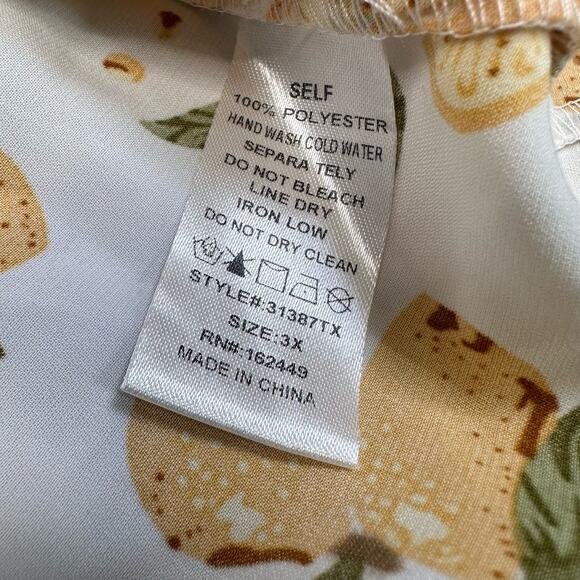 SELF
100% POLYESTER
HAND WASH COLD WATER
SEPARA TELY
DO NOT BLEACH
LINE DRY
IRON LOW
DO NOT DRY CLEAN
STYLE#:31387TX
SIZE:3X
RN#:162449
MADE IN CHINA